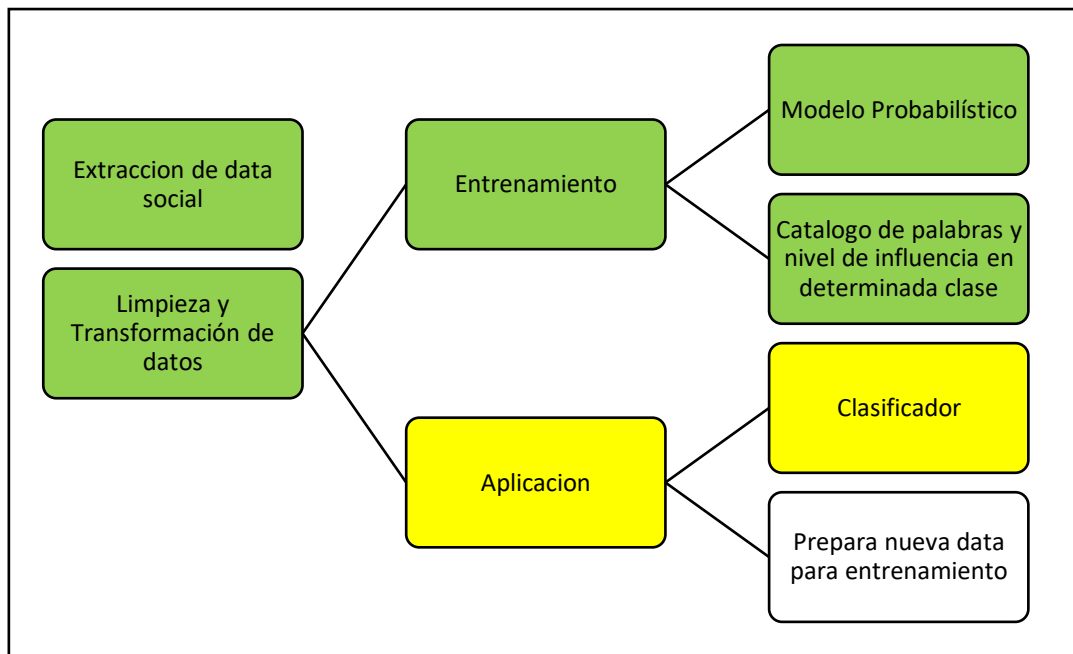 Extraccion de data
social
Limpieza y
Transformación de
datos
Entrenamiento
Aplicacion
Modelo Probabilístico
Catalogo de palabras y
nivel de influencia en
determinada clase
Clasificador
Prepara nueva data
para entrenamiento